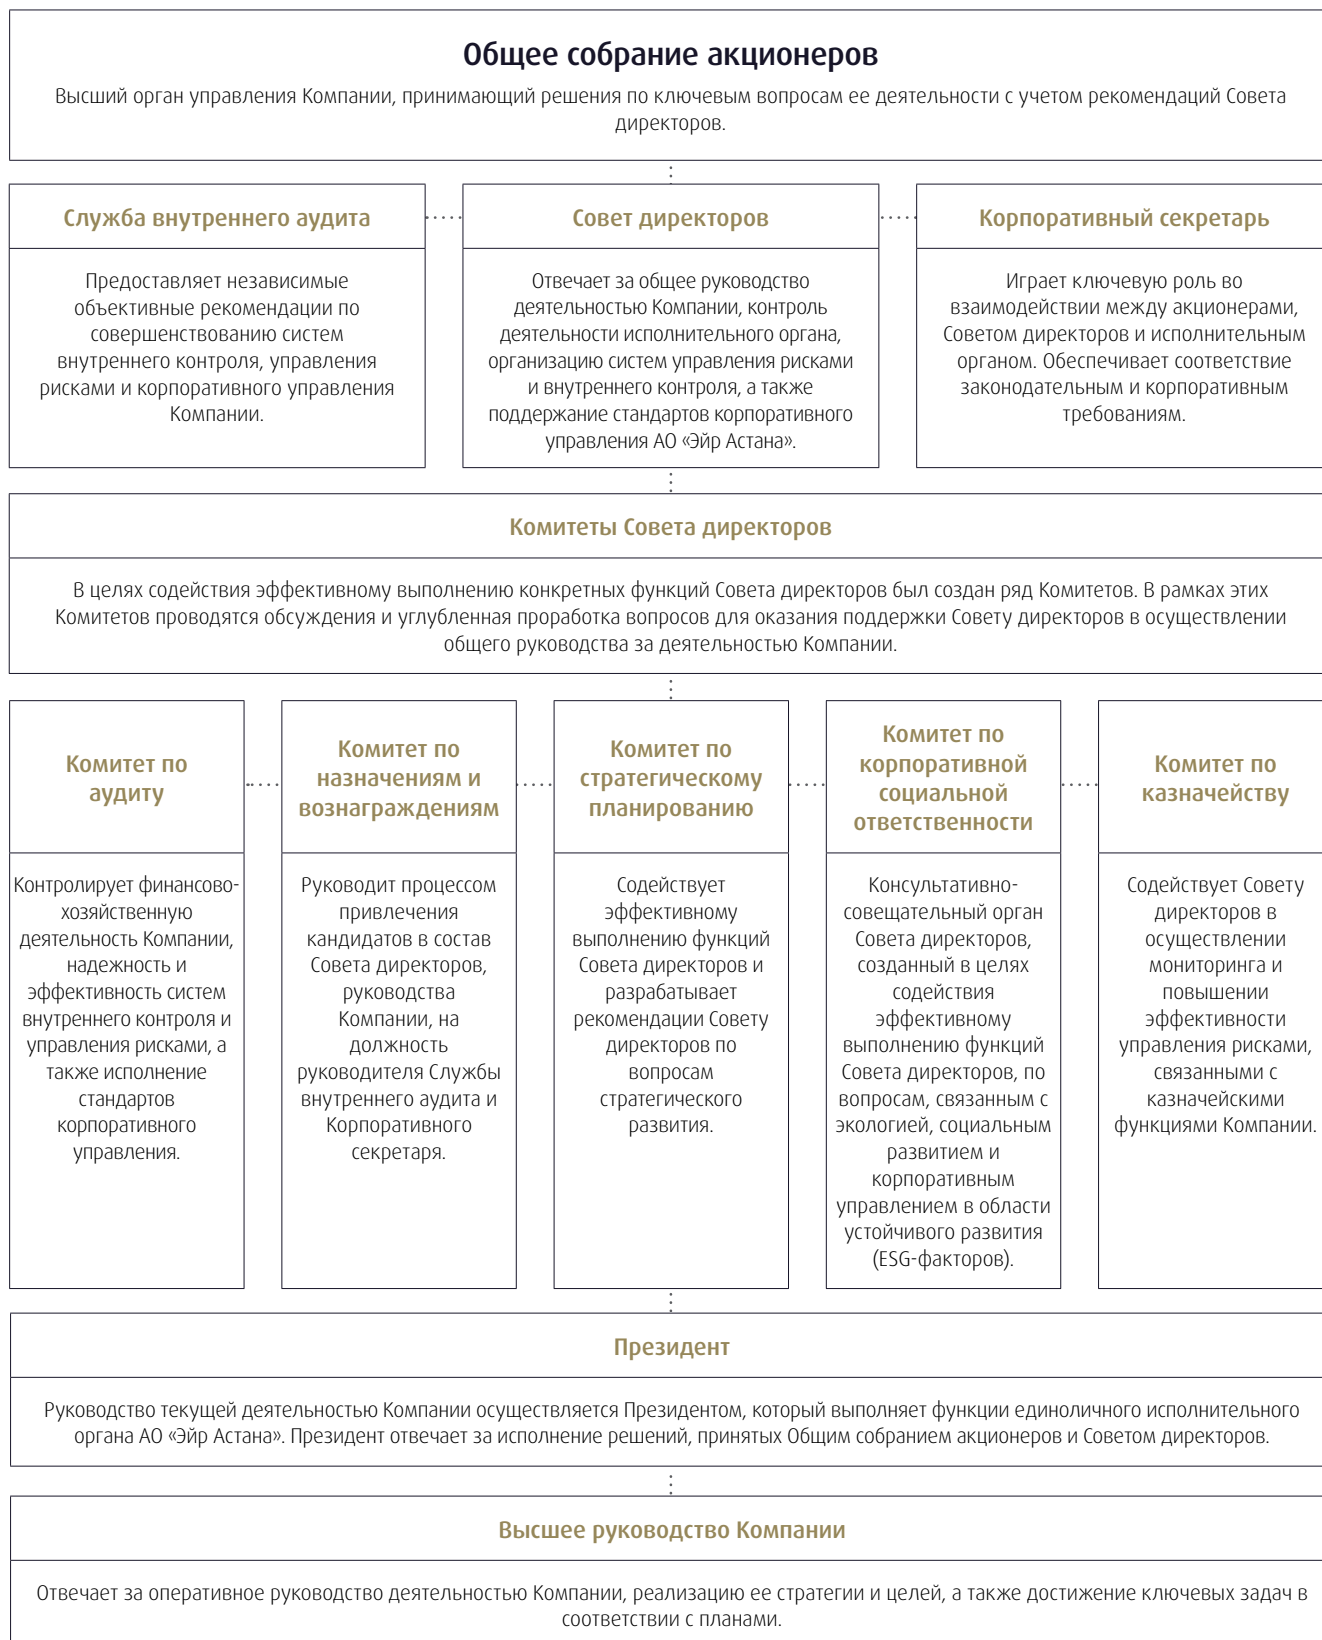 Общее собрание акционеров
Высший орган управления Компании, принимающий решения по ключевым вопросам ее деятельности с учетом рекомендаций Совета
директоров.
Служба внутреннего аудита
Предоставляет независимые
объективные рекомендации по
совершенствованию систем
внутреннего контроля, управления
рисками и корпоративного управления
Компании.
Совет директоров
Отвечает за общее руководство
деятельностью Компании, контроль
деятельности исполнительного органа,
организацию систем управления рисками
и внутреннего контроля, а также
поддержание стандартов корпоративного
управления АО «Эйр Астана».
Корпоративный секретарь
Играет ключевую роль во
взаимодействии между акционерами,
Советом директоров и исполнительным
органом. Обеспечивает соответствие
законодательным и корпоративным
требованиям.
Комитеты Совета директоров
В целях содействия эффективному выполнению конкретных функций Совета директоров был создан ряд Комитетов. В рамках этих
Комитетов проводятся обсуждения и углубленная проработка вопросов для оказания поддержки Совету директоров в осуществлении
общего руководства за деятельностью Компании.
Комитет по
аудиту
Контролирует финансово-
хозяйственную
деятельность Компании,
надежность и
эффективность систем
внутреннего контроля и
управления рисками, а
также исполнение
стандартов
корпоративного
управления.
Комитет по
назначениям и
вознаграждениям
Руководит процессом
привлечения
кандидатов в состав
Совета директоров,
руководства
Компании, на
должность
руководителя Службы
внутреннего аудита и
Корпоративного
секретаря.
Комитет по
стратегическому
планированию
Содействует
эффективному
выполнению функций
Совета директоров и
разрабатывает
рекомендации Совету
директоров по
вопросам
стратегического
развития.
Комитет по
корпоративной
социальной
ответственности
Консультативно-
совещательный орган
Совета директоров,
созданный в целях
содействия
эффективному
выполнению функций
Совета директоров, по
вопросам, связанным с
экологией, социальным
развитием и
корпоративным
управлением в области
устойчивого развития
(ESG-факторов).
Комитет по
казначейству
Содействует Совету
директоров в
осуществлении
мониторинга и
повышении
эффективности
управления рисками,
связанными с
казначейскими
функциями Компании.
Президент
Руководство текущей деятельностью Компании осуществляется Президентом, который выполняет функции единоличного исполнительного
органа АО «Эйр Астана». Президент отвечает за исполнение решений, принятых Общим собранием акционеров и Советом директоров.
Высшее руководство Компании
Отвечает за оперативное руководство деятельностью Компании, реализацию ее стратегии и целей, а также достижение ключевых задач в
соответствии с планами.